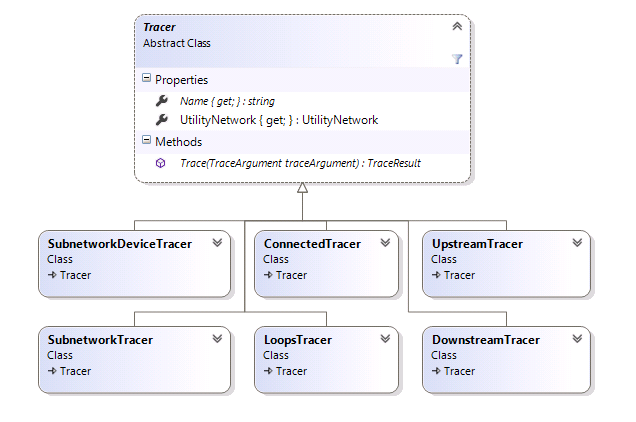 Tracer
Abstract Class
Properties
Name { get; } : string
UtilityNetwork { get; } : UtilityNetwork
Methods
Trace(TraceArgument traceArgument) : TraceResult
SubnetworkDeviceTracer
Class
Tracer
ConnectedTracer
Class
Tracer
UpstreamTracer
Class
Tracer
SubnetworkTracer
Class
Tracer
LoopsTracer
Class
Tracer
DownstreamTracer
Class
Tracer